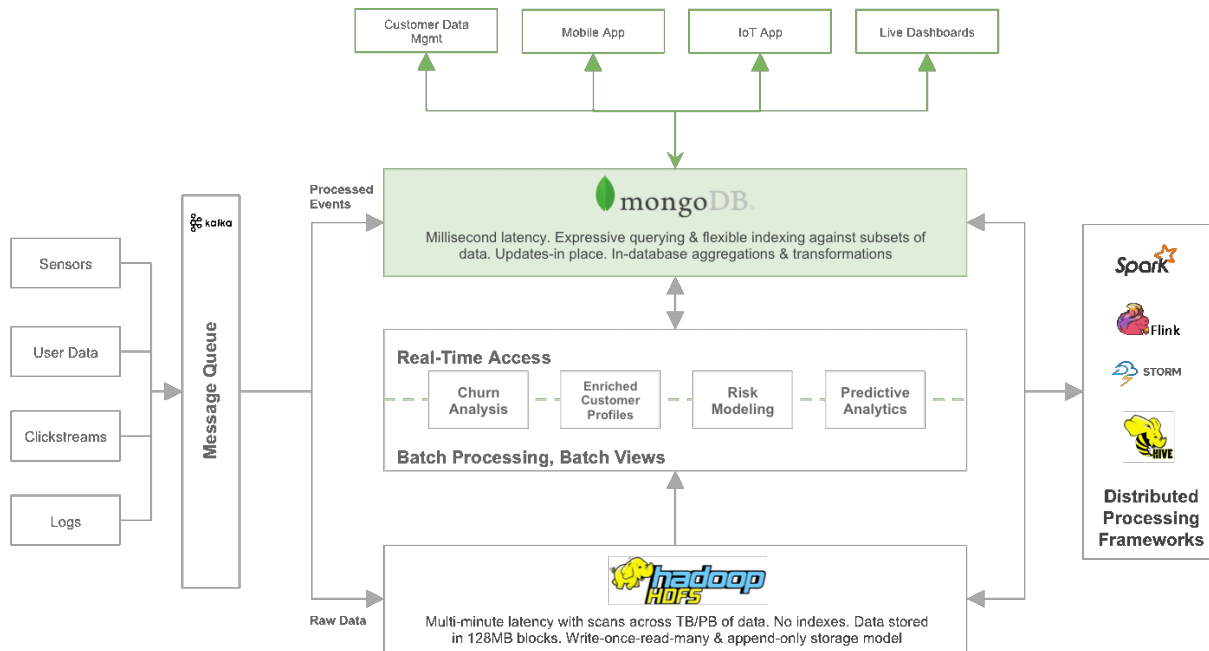 Customer Data
Mgmt
Mobile App
IoT App
Live Dashboards
Processed
Events
mongoDB®
Millisecond latency. Expressive querying & flexible indexing against subsets of
data. Updates-in place. In-database aggregations & transformations
kafka
Message Queue
Sensors
User Data
Clickstreams
Logs
Real-Time Access
Churn
Analysis
Enriched
Customer
Profiles
Risk
Modeling
Predictive
Analytics
Batch Processing, Batch Views
Spark
Flink
STORM
HIVE
Distributed
Processing
Frameworks
Raw Data
hadoop
HDFS
Multi-minute latency with scans across TB/PB of data. No indexes. Data stored
in 128MB blocks. Write-once-read-many & append-only storage model